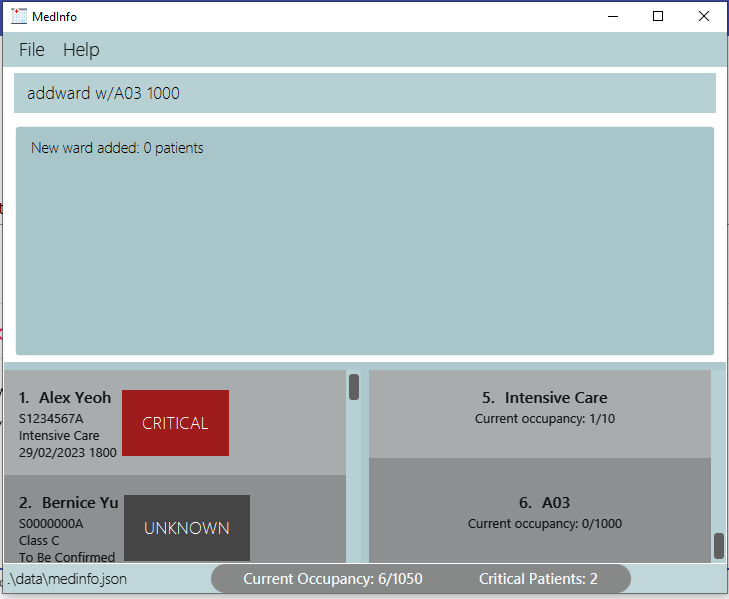 MedInfo
File Help
addward w/A03 1000
New ward added: 0 patients
1. Alex Yeoh
S1234567A
Intensive Care
29/02/2023 1800
CRITICAL
2. Bernice Yu
S0000000A
Class C
To Be Confirmed
UNKNOWN
5. Intensive Care
Current occupancy: 1/10
6. A03
Current occupancy: 0/1000
.\data\medinfo.json
Current Occupancy: 6/1050
Critical Patients: 2